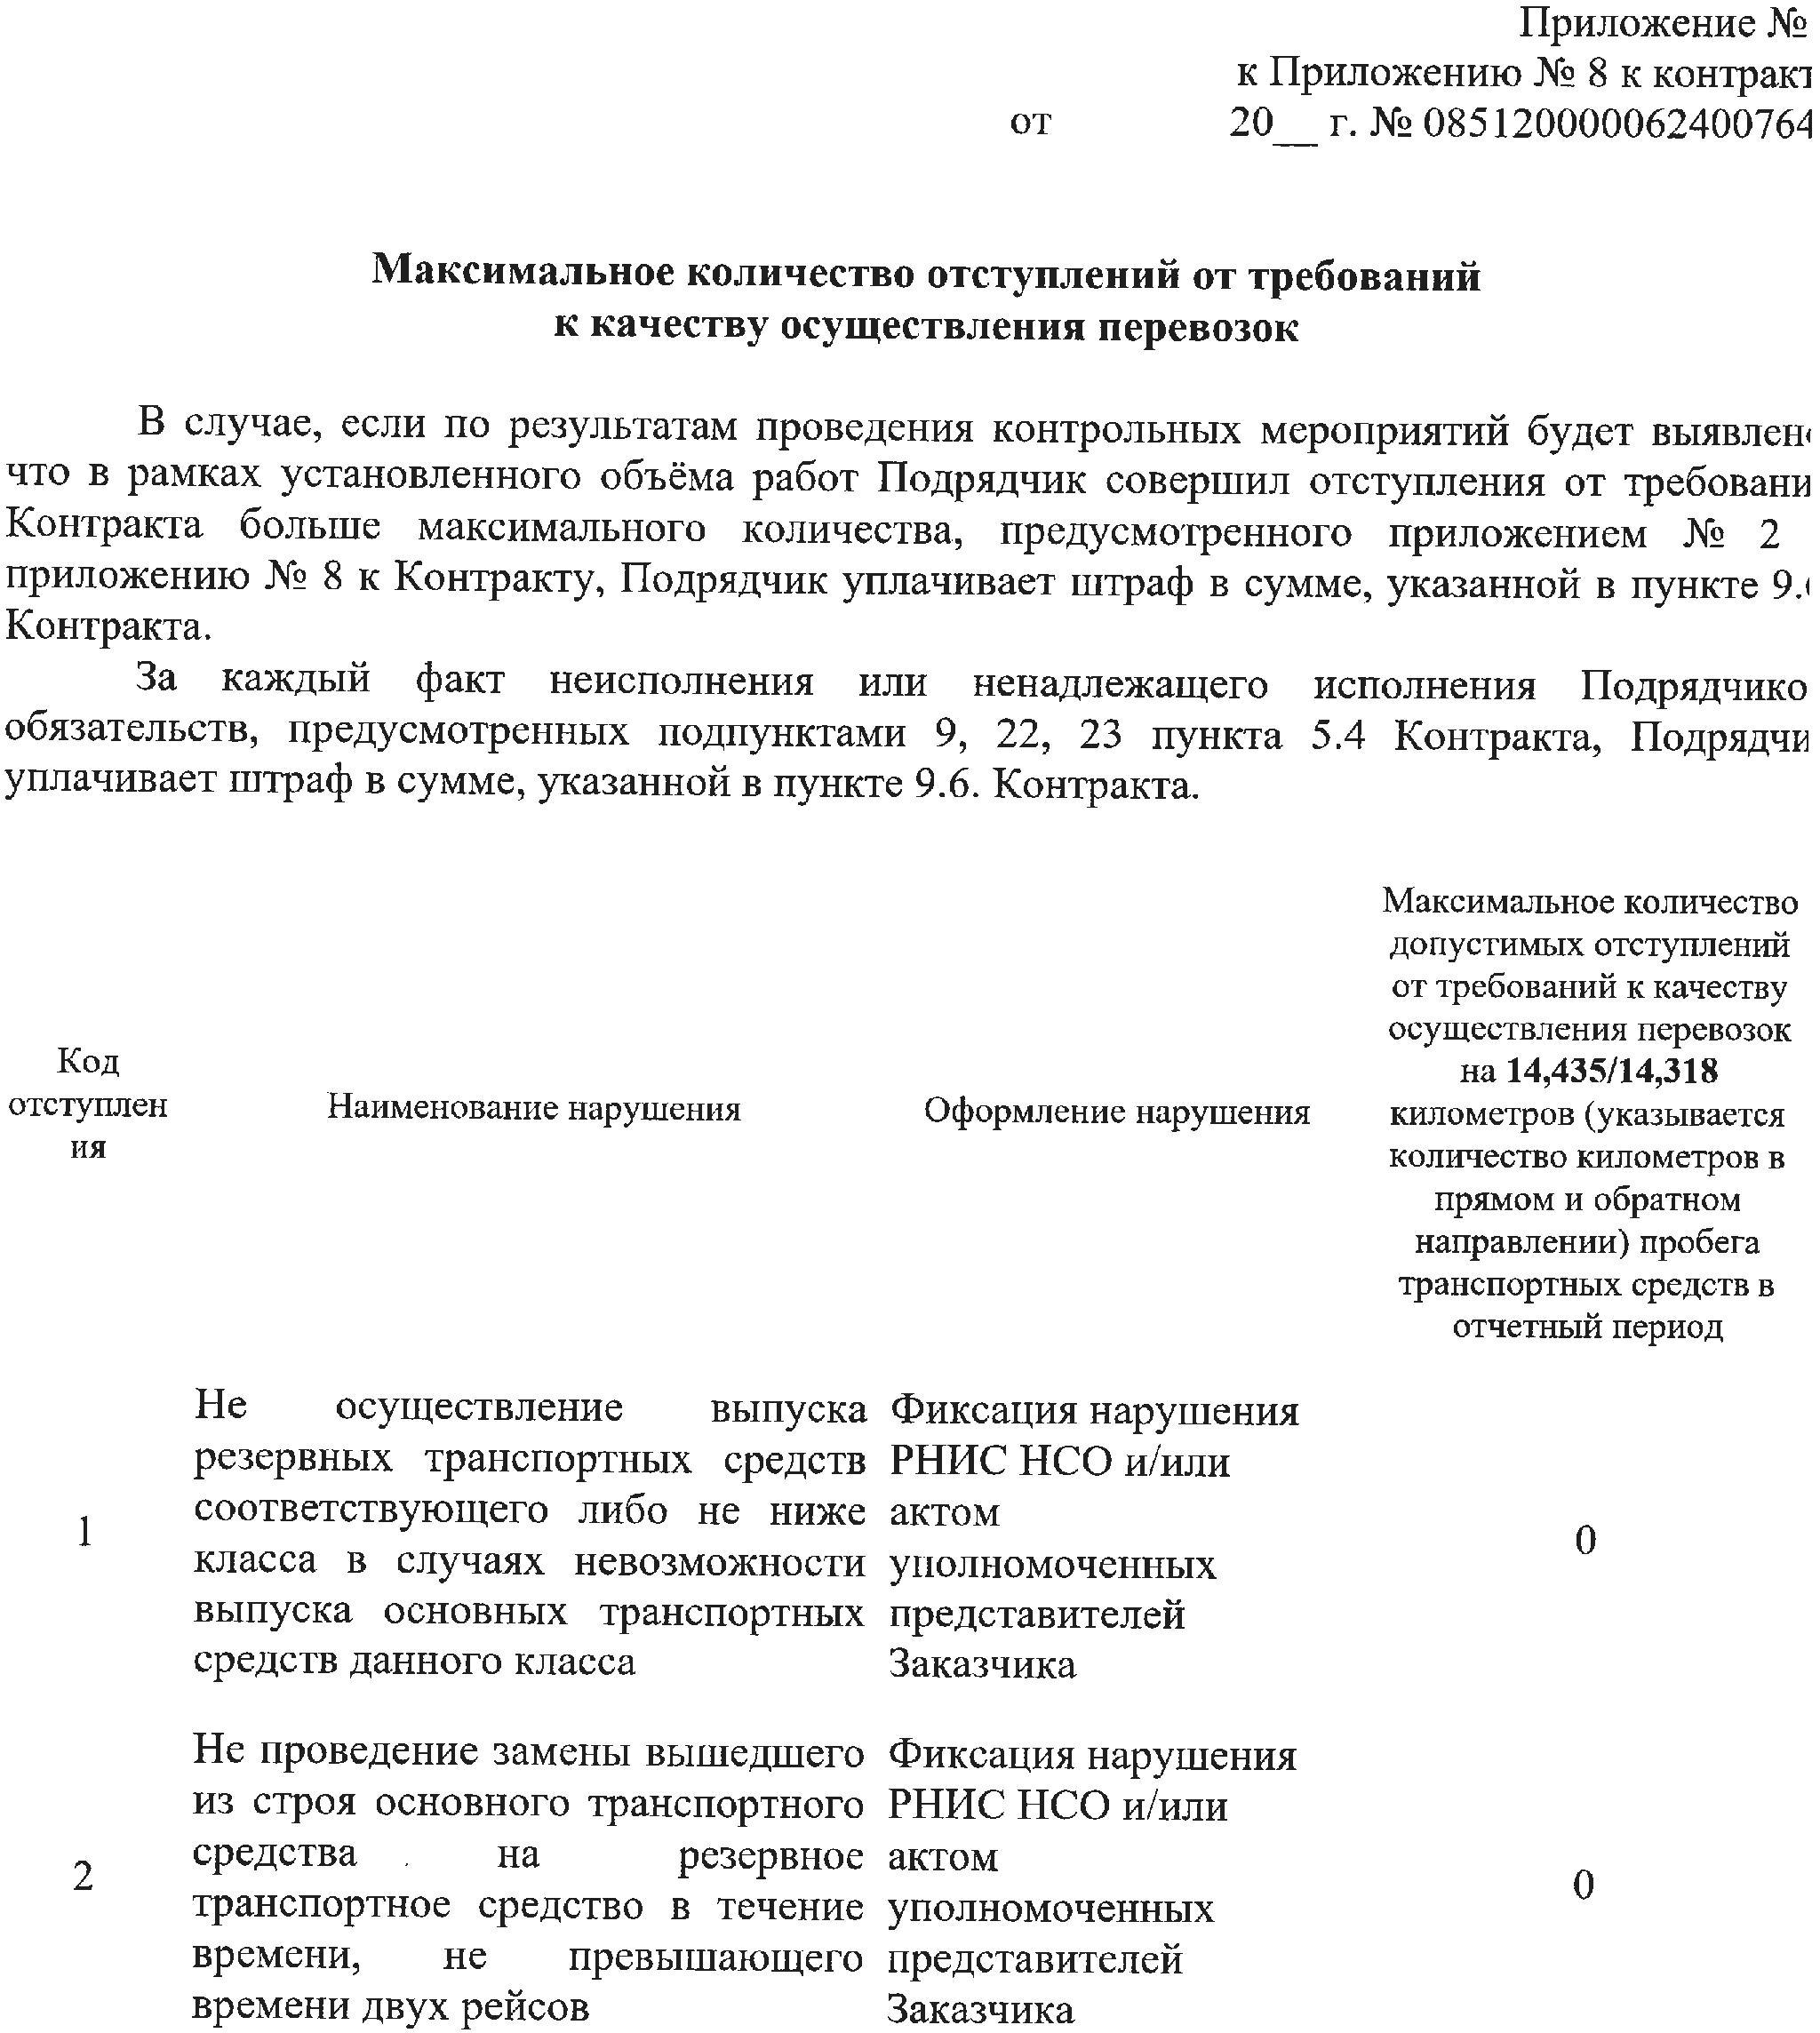 Приложение №
к Приложению № 8 к контракт
от 20__ г. № 085120000062400764
Максимальное количество отступлений от требований
к качеству осуществления перевозок
В случае, если по результатам проведения контрольных мероприятий будет выявлено
что в рамках установленного объёма работ Подрядчик совершил отступления от требовани
Контракта больше максимального количества, предусмотренного приложением № 2
приложению № 8 к Контракту, Подрядчик уплачивает штраф в сумме, указанной в пункте 9.6
Контракта.
За каждый факт неисполнения или ненадлежащего исполнения Подрядчико
обязательств, предусмотренных подпунктами 9, 22, 23 пункта 5.4 Контракта, Подрядчи
уплачивает штраф в сумме, указанной в пункте 9.6. Контракта.
Код
отступлен
ия
Наименование нарушения
Оформление нарушения
Максимальное количество
допустимых отступлений
от требований к качеству
осуществления перевозок
на 14,435/14,318
километров (указывается
количество километров в
прямом и обратном
направлении) пробега
транспортных средств в
отчетный период
1
Не осуществление выпуска
резервных транспортных средств
соответствующего либо не ниже
класса в случаях невозможности
выпуска основных транспортных
средств данного класса
Фиксация нарушения
РНИС НСО и/или
актом
уполномоченных
представителей
Заказчика
0
2
Не проведение замены вышедшего
из строя основного транспортного
средства на резервное
транспортное средство в течение
времени, не превышающего
времени двух рейсов
Фиксация нарушения
РНИС НСО и/или
актом
уполномоченных
представителей
Заказчика
0